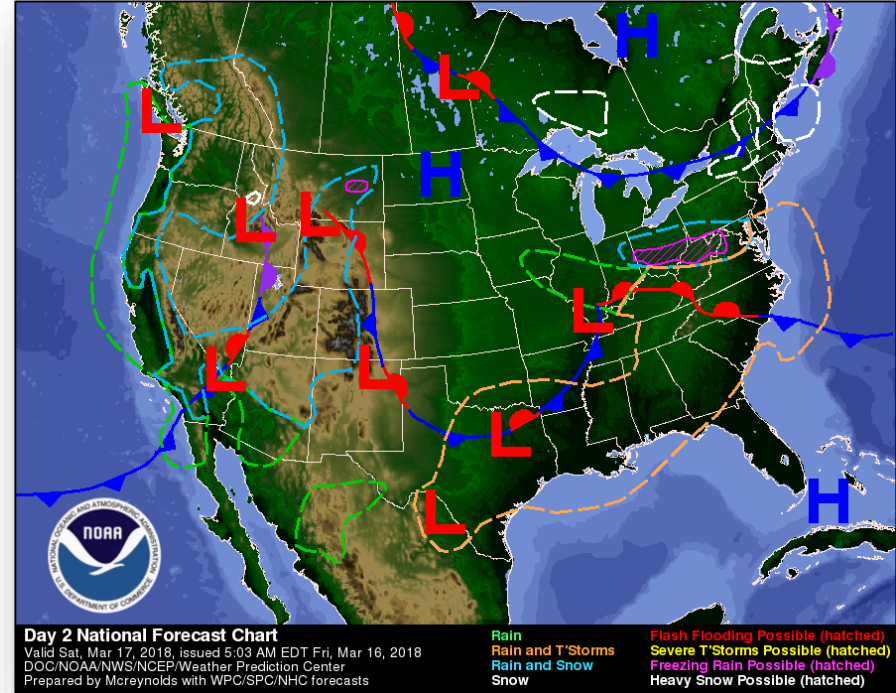 H
L
L
H
L
L
L
L
L
L
L
H
NATIONAL OCEANIC AND ATMOSPHERIC ADMINISTRATION
NOAA
U.S. DEPARTMENT OF COMMERCE
Day 2 National Forecast Chart
Valid Sat, Mar 17, 2018, issued 5:03 AM EDT Fri, Mar 16, 2018
DOC/NOAA/NWS/NCEP/Weather Prediction Center
Prepared by Mcreynolds with WPC/SPC/NHC forecasts
Rain
Rain and T'Storms
Rain and Snow
Snow
Flash Flooding Possible (hatched)
Severe T'Storms Possible (hatched)
Freezing Rain Possible (hatched)
Heavy Snow Possible (hatched)